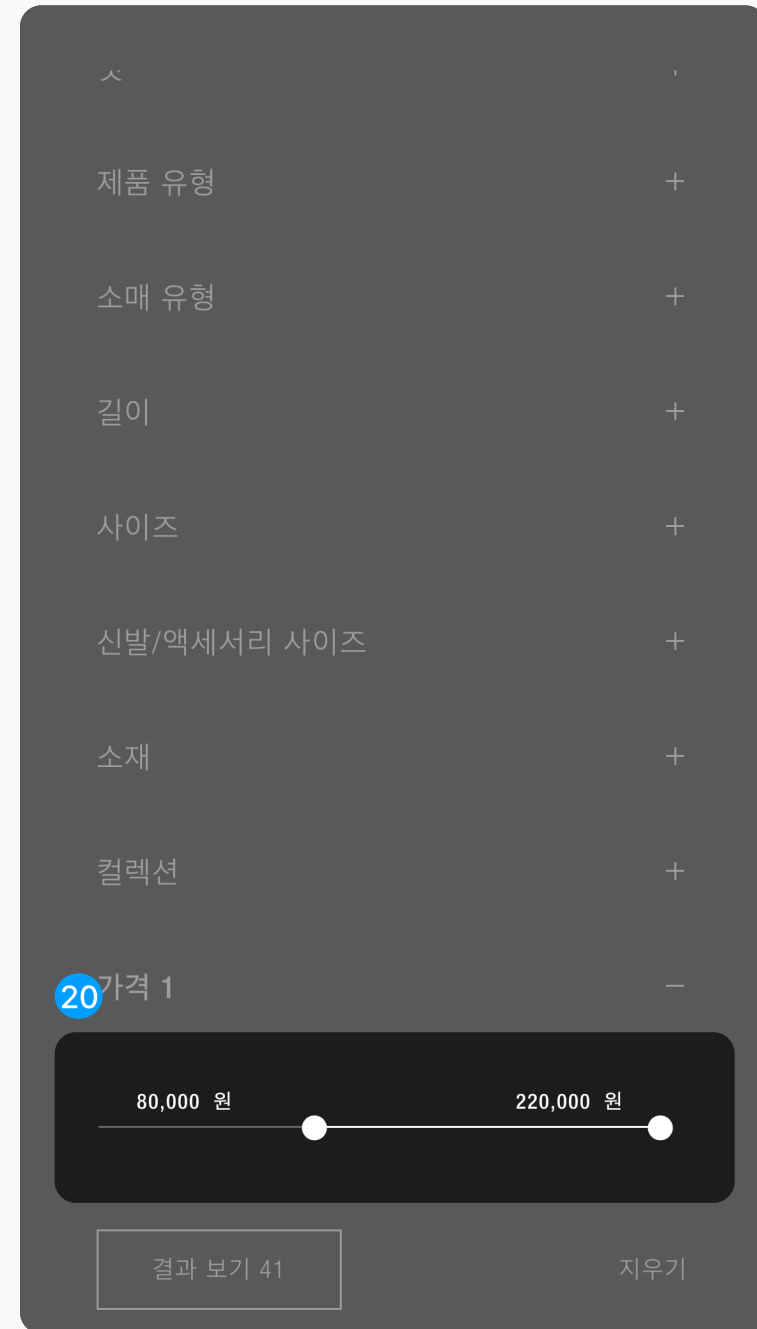 제품 유형 +
소매 유형 +
길이 +
사이즈 +
신발/액세서리 사이즈 +
소재 +
컬렉션 +
20 가격 1 −
80,000 원 220,000 원
결과 보기 41 지우기